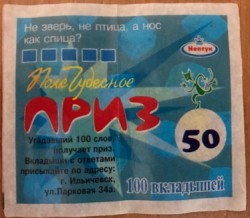 Не зверь, не птица, а нос
как спица?
Нептун
Поле Чудесное
ПРИЗ
Угадавший 100 слов
получает приз
Вкладыши с ответами
присылайте по адресу:
г. Ильичевск,
ул.Парковая 34а.
50
100 вкладышей